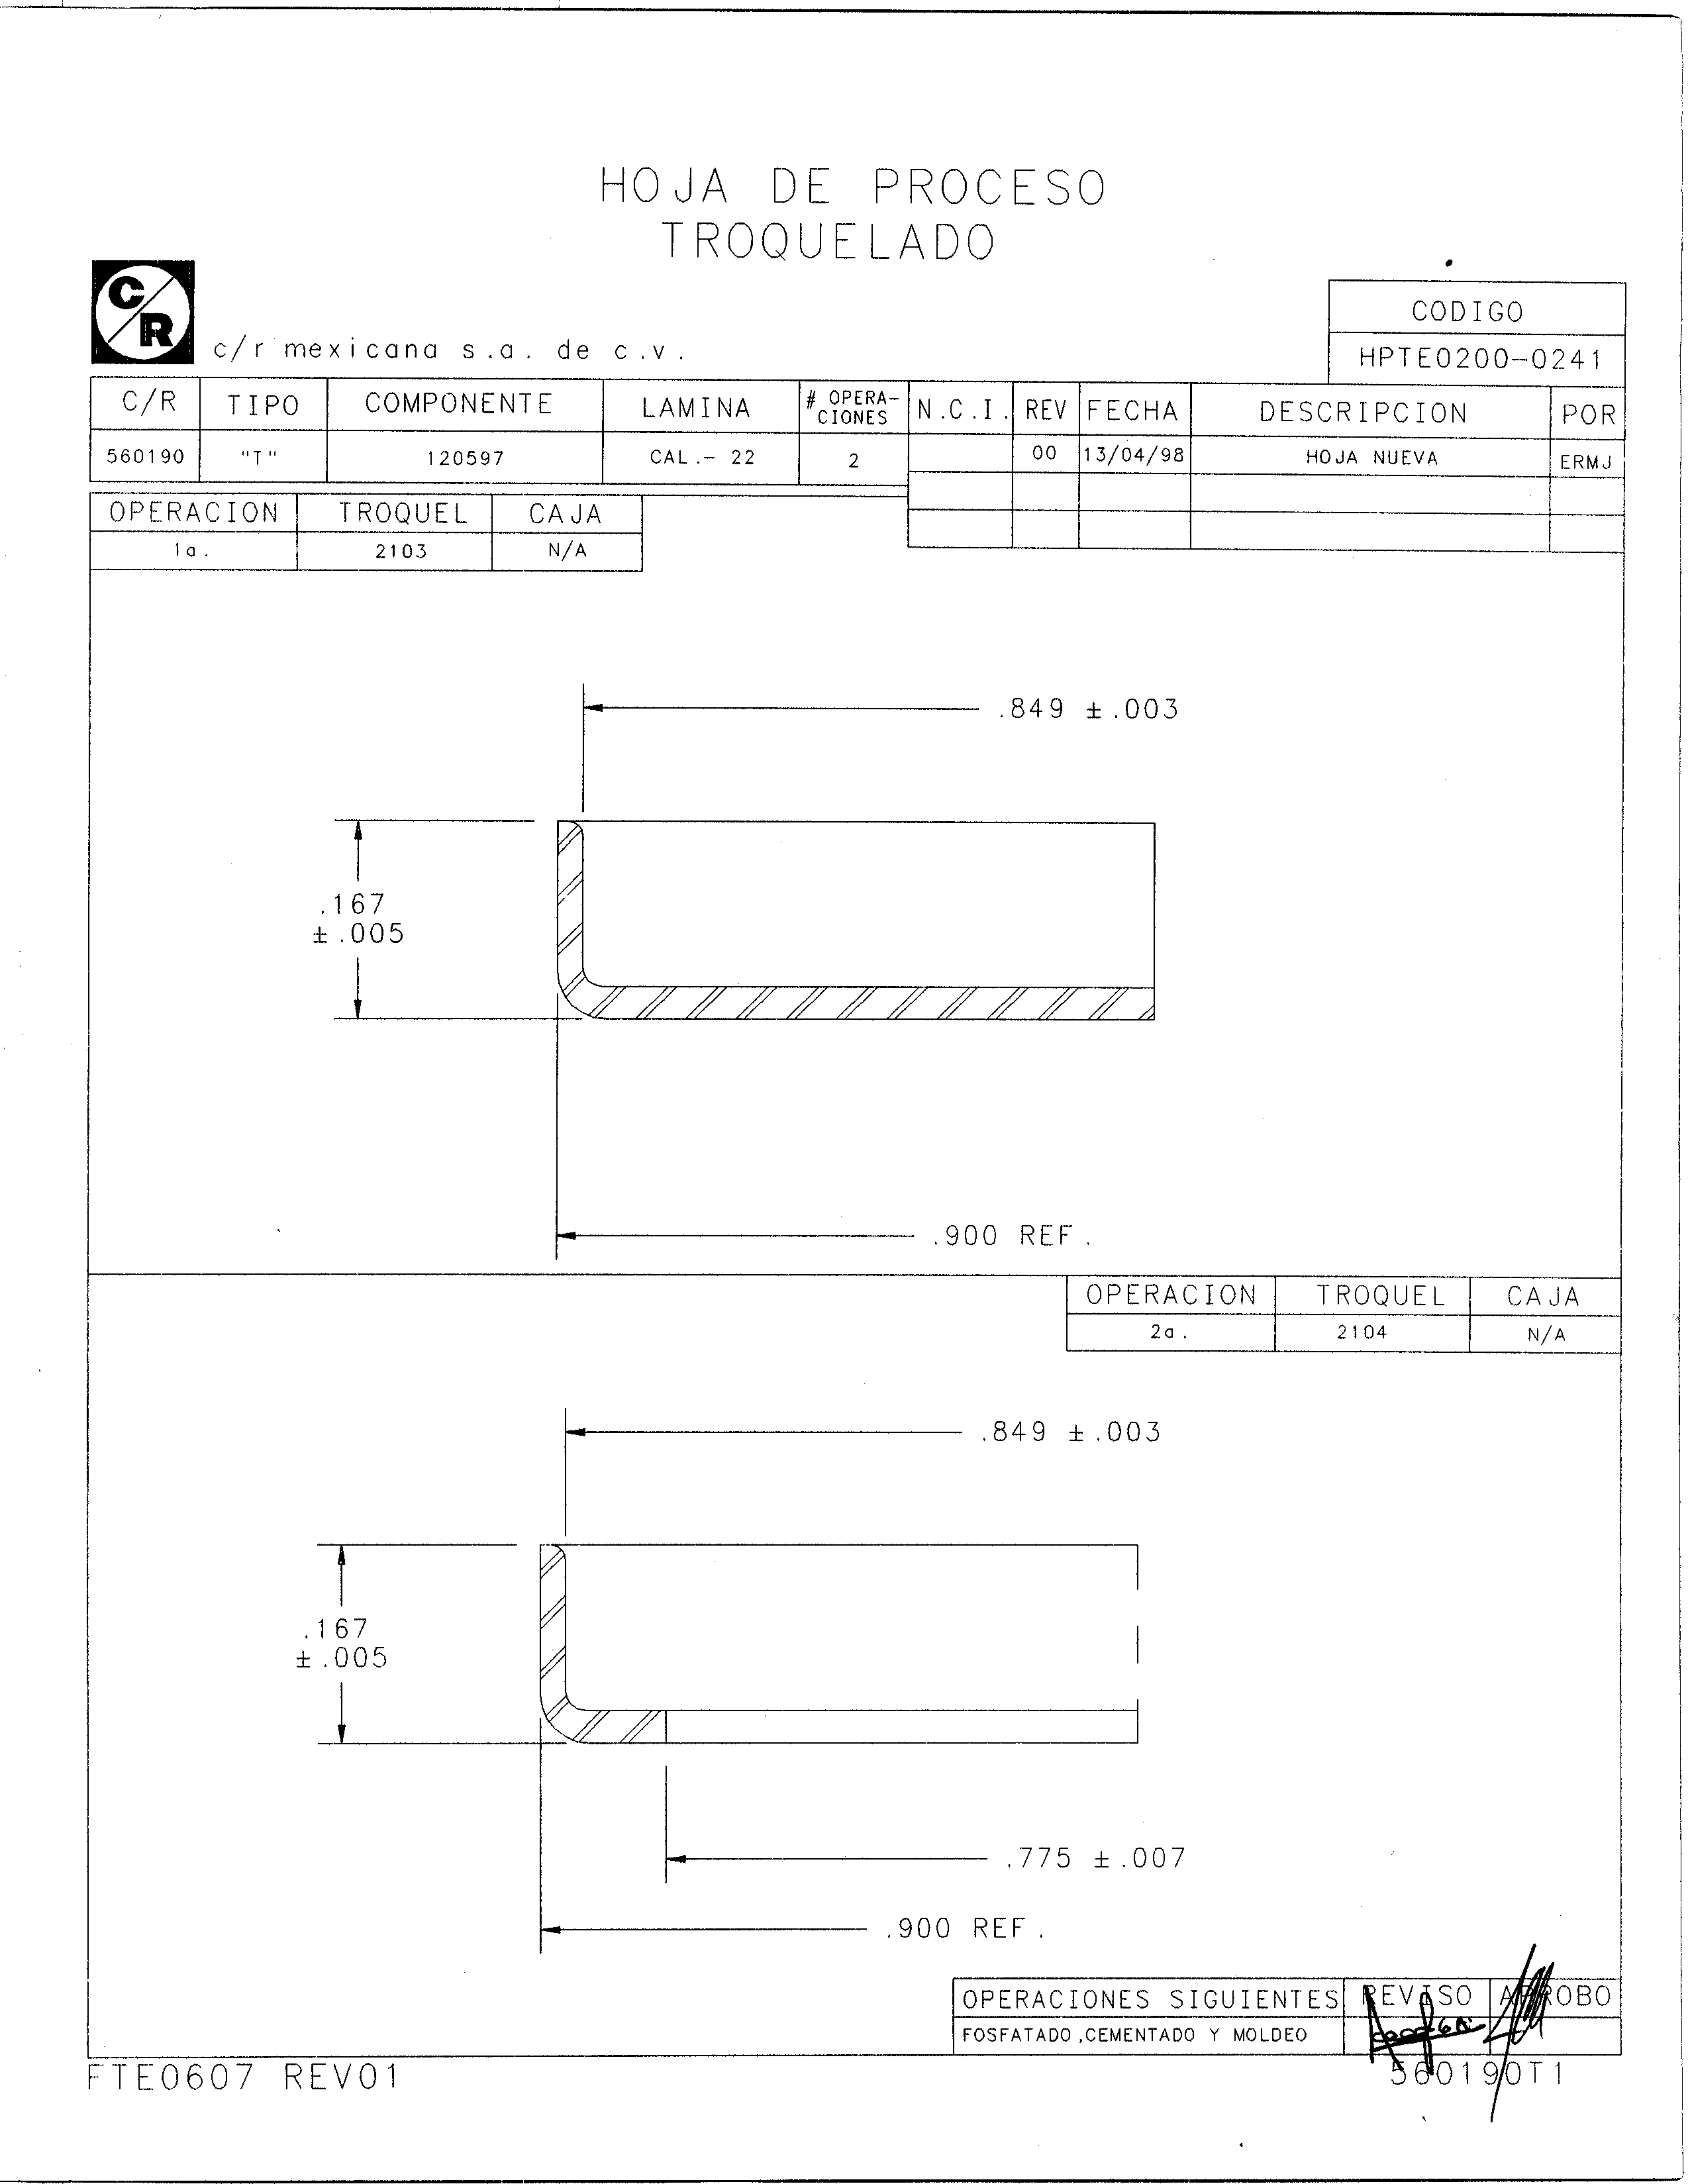 HOJA DE PROCESO
TROQUELADO
C/R
c/r mexicana s.a. de c.v.
CODIGO
HPTE0200-0241
C/R TIPO COMPONENTE LAMINA # OPERA-CIONES N.C.I. REV FECHA DESCRIPCION POR
560190 "T" 120597 CAL.- 22 2 00 13/04/98 HOJA NUEVA ERMJ
OPERACION TROQUEL CAJA
1a. 2103 N/A
.849 ±.003
.167
±.005
.900 REF.
OPERACION TROQUEL CAJA
2a. 2104 N/A
.849 ±.003
.167
±.005
.775 ±.007
.900 REF.
OPERACIONES SIGUIENTES REVISO APROBO
FOSFATADO,CEMENTADO Y MOLDEO
FTE0607 REV01
560190T1